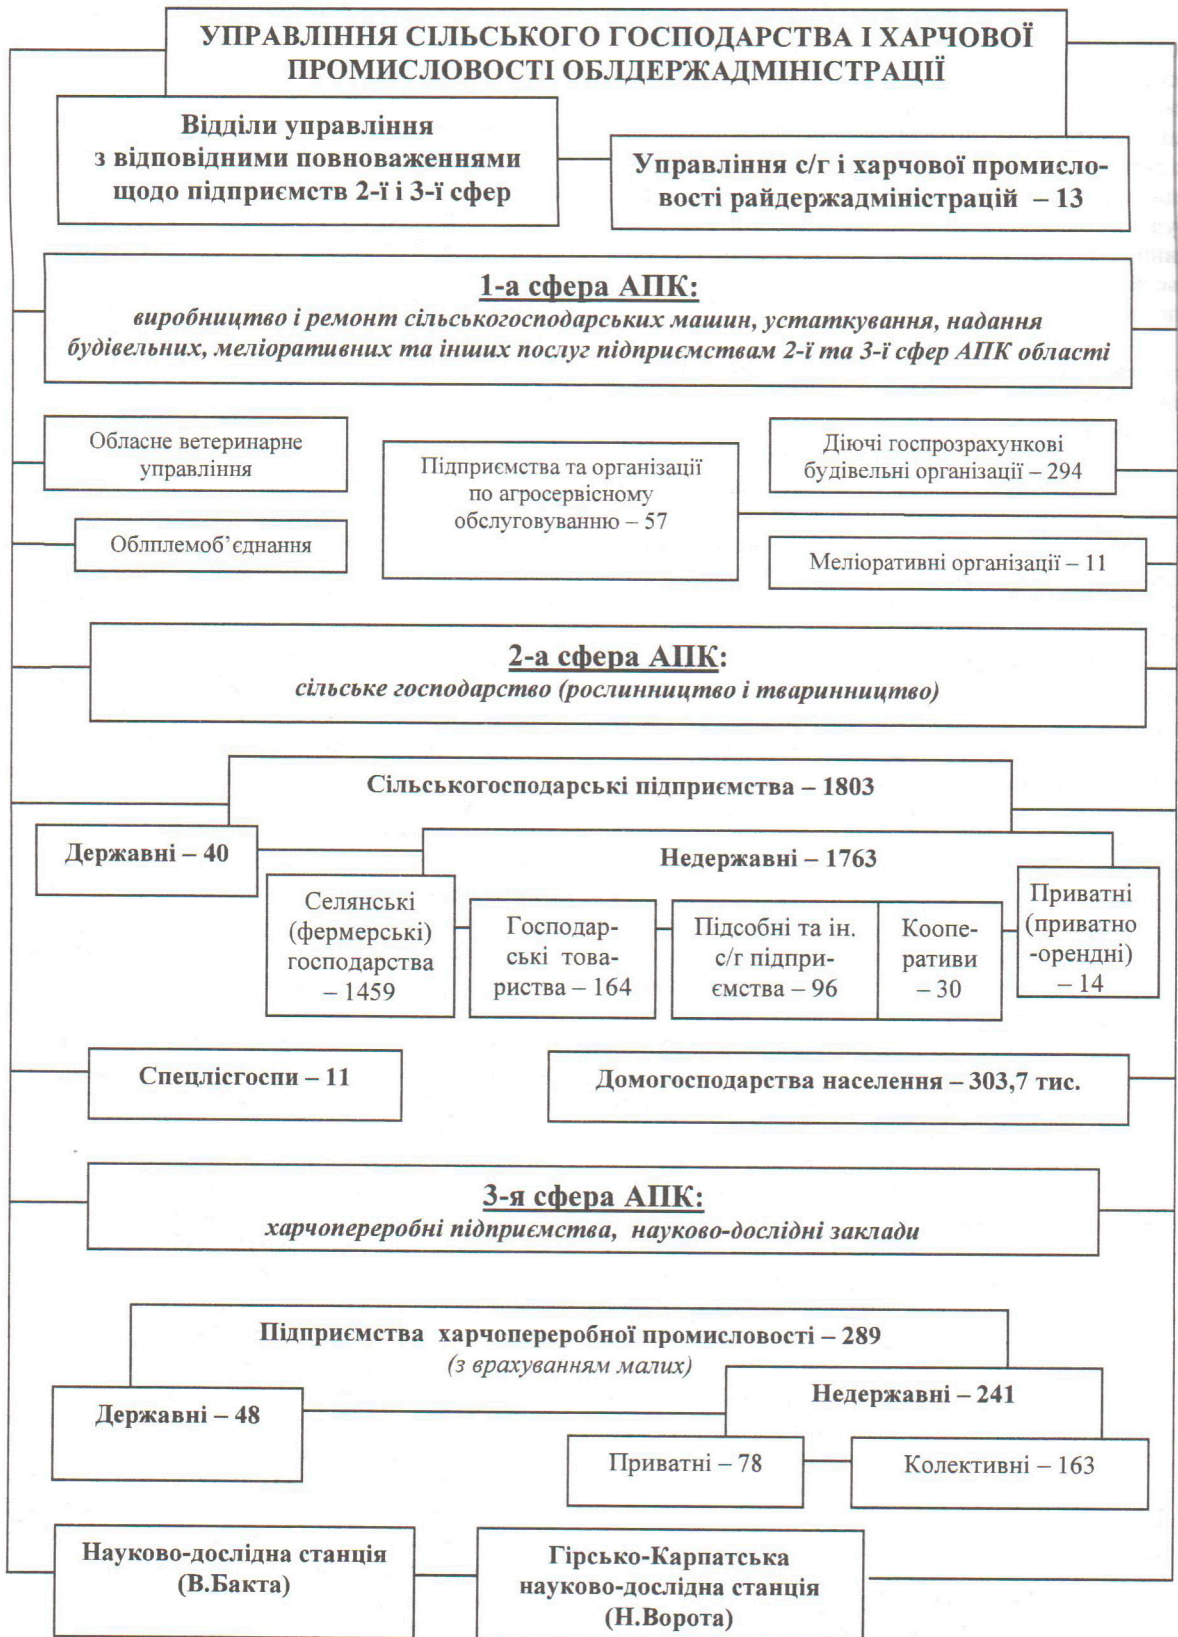 УПРАВЛІННЯ СІЛЬСЬКОГО ГОСПОДАРСТВА І ХАРЧОВОЇ
ПРОМИСЛОВОСТІ ОБЛДЕРЖАДМІНІСТРАЦІЇ
Відділи управління
з відповідними повноваженнями
щодо підприємств 2-ї і 3-ї сфер
Управління с/г і харчової промисло-
вості райдержадміністрацій – 13
1-а сфера АПК:
виробництво і ремонт сільськогосподарських машин, устаткування, надання
будівельних, меліоративних та інших послуг підприємствам 2-ї та 3-ї сфер АПК області
Обласне ветеринарне
управління
Підприємства та організації
по агросервісному
обслуговуванню – 57
Діючі госпрозрахункові
будівельні організації – 294
Облплемоб’єднання
Меліоративні організації – 11
2-а сфера АПК:
сільське господарство (рослинництво і тваринництво)
Сільськогосподарські підприємства – 1803
Державні – 40
Недержавні – 1763
Селянські
(фермерські)
господарства
– 1459
Господар-
ські това-
риства – 164
Підсобні та ін.
с/г підпри-
ємства – 96
Коопе-
ративи
– 30
Приватні
(приватно
-орендні)
– 14
Спецлісгоспи – 11
Домогосподарства населення – 303,7 тис.
3-я сфера АПК:
харчопереробні підприємства, науково-дослідні заклади
Підприємства харчопереробної промисловості – 289
(з врахуванням малих)
Державні – 48
Недержавні – 241
Приватні – 78
Колективні – 163
Науково-дослідна станція
(В.Бакта)
Гірсько-Карпатська
науково-дослідна станція
(Н.Ворота)